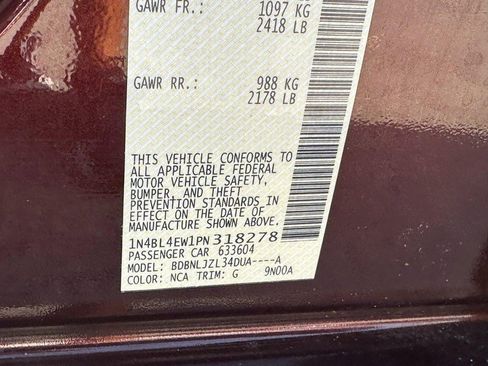 GAWR FR.: 1097 KG
2418 LB
GAWR RR.: 988 KG
2178 LB
THIS VEHICLE CONFORMS TO
ALL APPLICABLE FEDERAL
MOTOR VEHICLE SAFETY,
BUMPER, AND THEFT
PREVENTION STANDARDS
IN EFFECT ON THE
DATE OF MANUFACTURE
SHOWN ABOVE.
1N4BL4EW1PN318278
PASSENGER CAR 633604
MODEL: BDBNLJZL34DUA----A
COLOR: NCA TRIM: G 9N00A